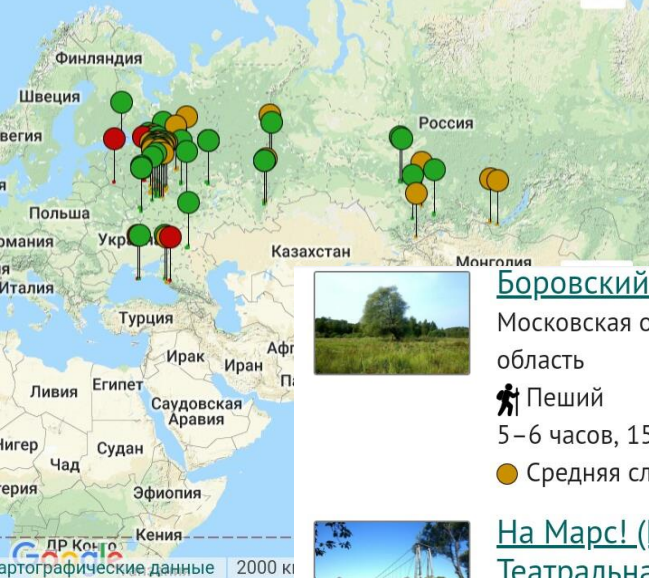 Финляндия
Швеция
вегия
Россия
Польша
рмания
Украина
Казахстан
Монголия
Италия
Турция
Ирак
Иран
Афг
Ливия
Египет
Саудовская
Аравия
Нигер
Чад
Судан
ерия
Эфиопия
ДР Конго
Кения
Google
артографические данные
2000 к
Боровский
Московская о
область
Пеший
5–6 часов, 15
Средняя сл
На Марс! (
Театральна